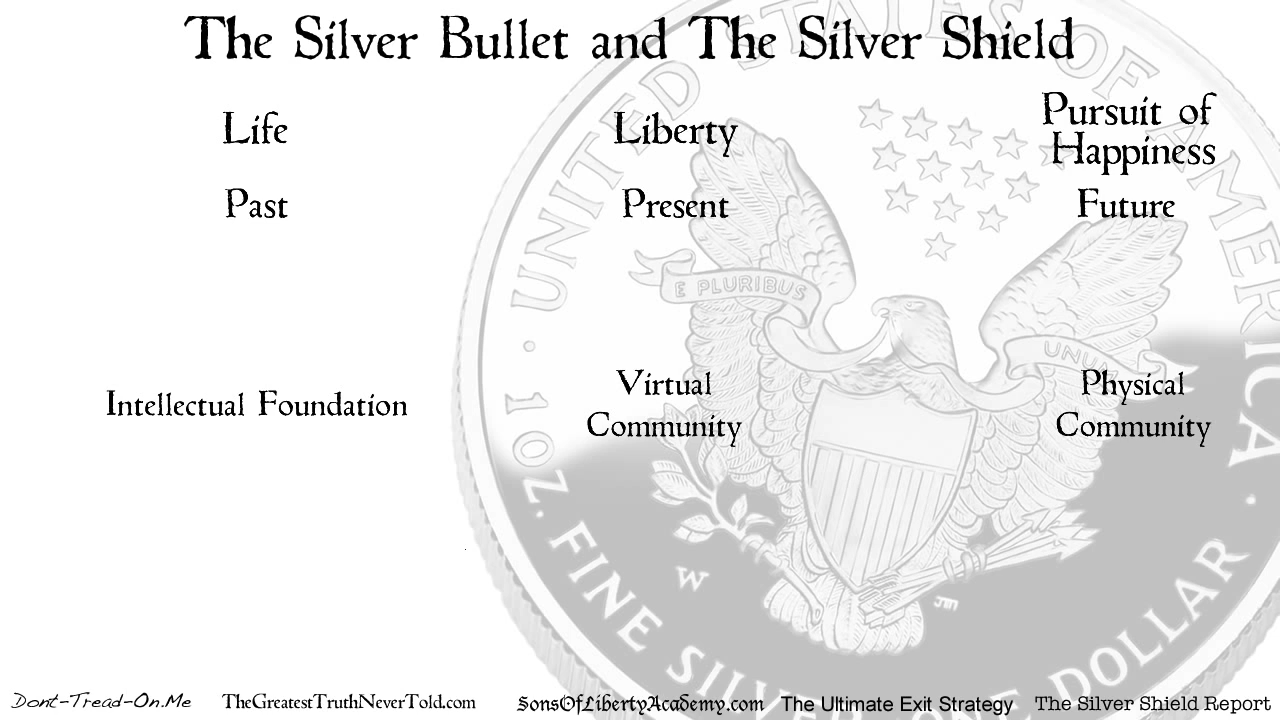 The Silver Bullet and The Silver Shield
Life
Liberty
Pursuit of
Happiness
Past
Present
Future
Intellectual Foundation
Virtual
Community
Physical
Community
UNITED STATES OF AMERICA
E PLURIBUS
UNUM
W
1 OZ. FINE SILVER ONE DOLLAR
Dont-Tread-On.Me
TheGreatestTruthNeverTold.com
SonsOfLibertyAcademy.com
The Ultimate Exit Strategy
The Silver Shield Report